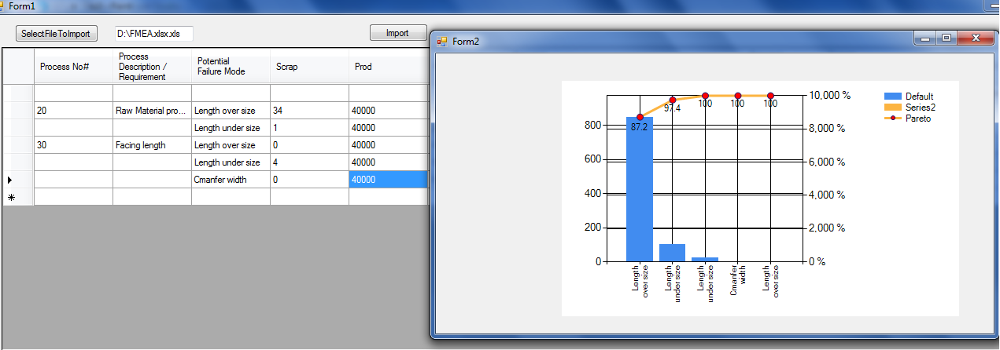 Form1
SelectFileToImport D:\FMEA.xlsx.xls Import
Process No# Process Description / Requirement Potential Failure Mode Scrap Prod
20 Raw Material pro... Length over size 34 40000
Length under size 1 40000
30 Facing length Length over size 0 40000
Length under size 4 40000
Cmanfer width 0 40000
Form2
Default
Series2
Pareto
87.2 97.4 100 100 100
800
600
400
200
0
10,000 %
8,000 %
6,000 %
4,000 %
2,000 %
0 %
Length over size
Length under size
Length under size
Cmanfer width
Length over size